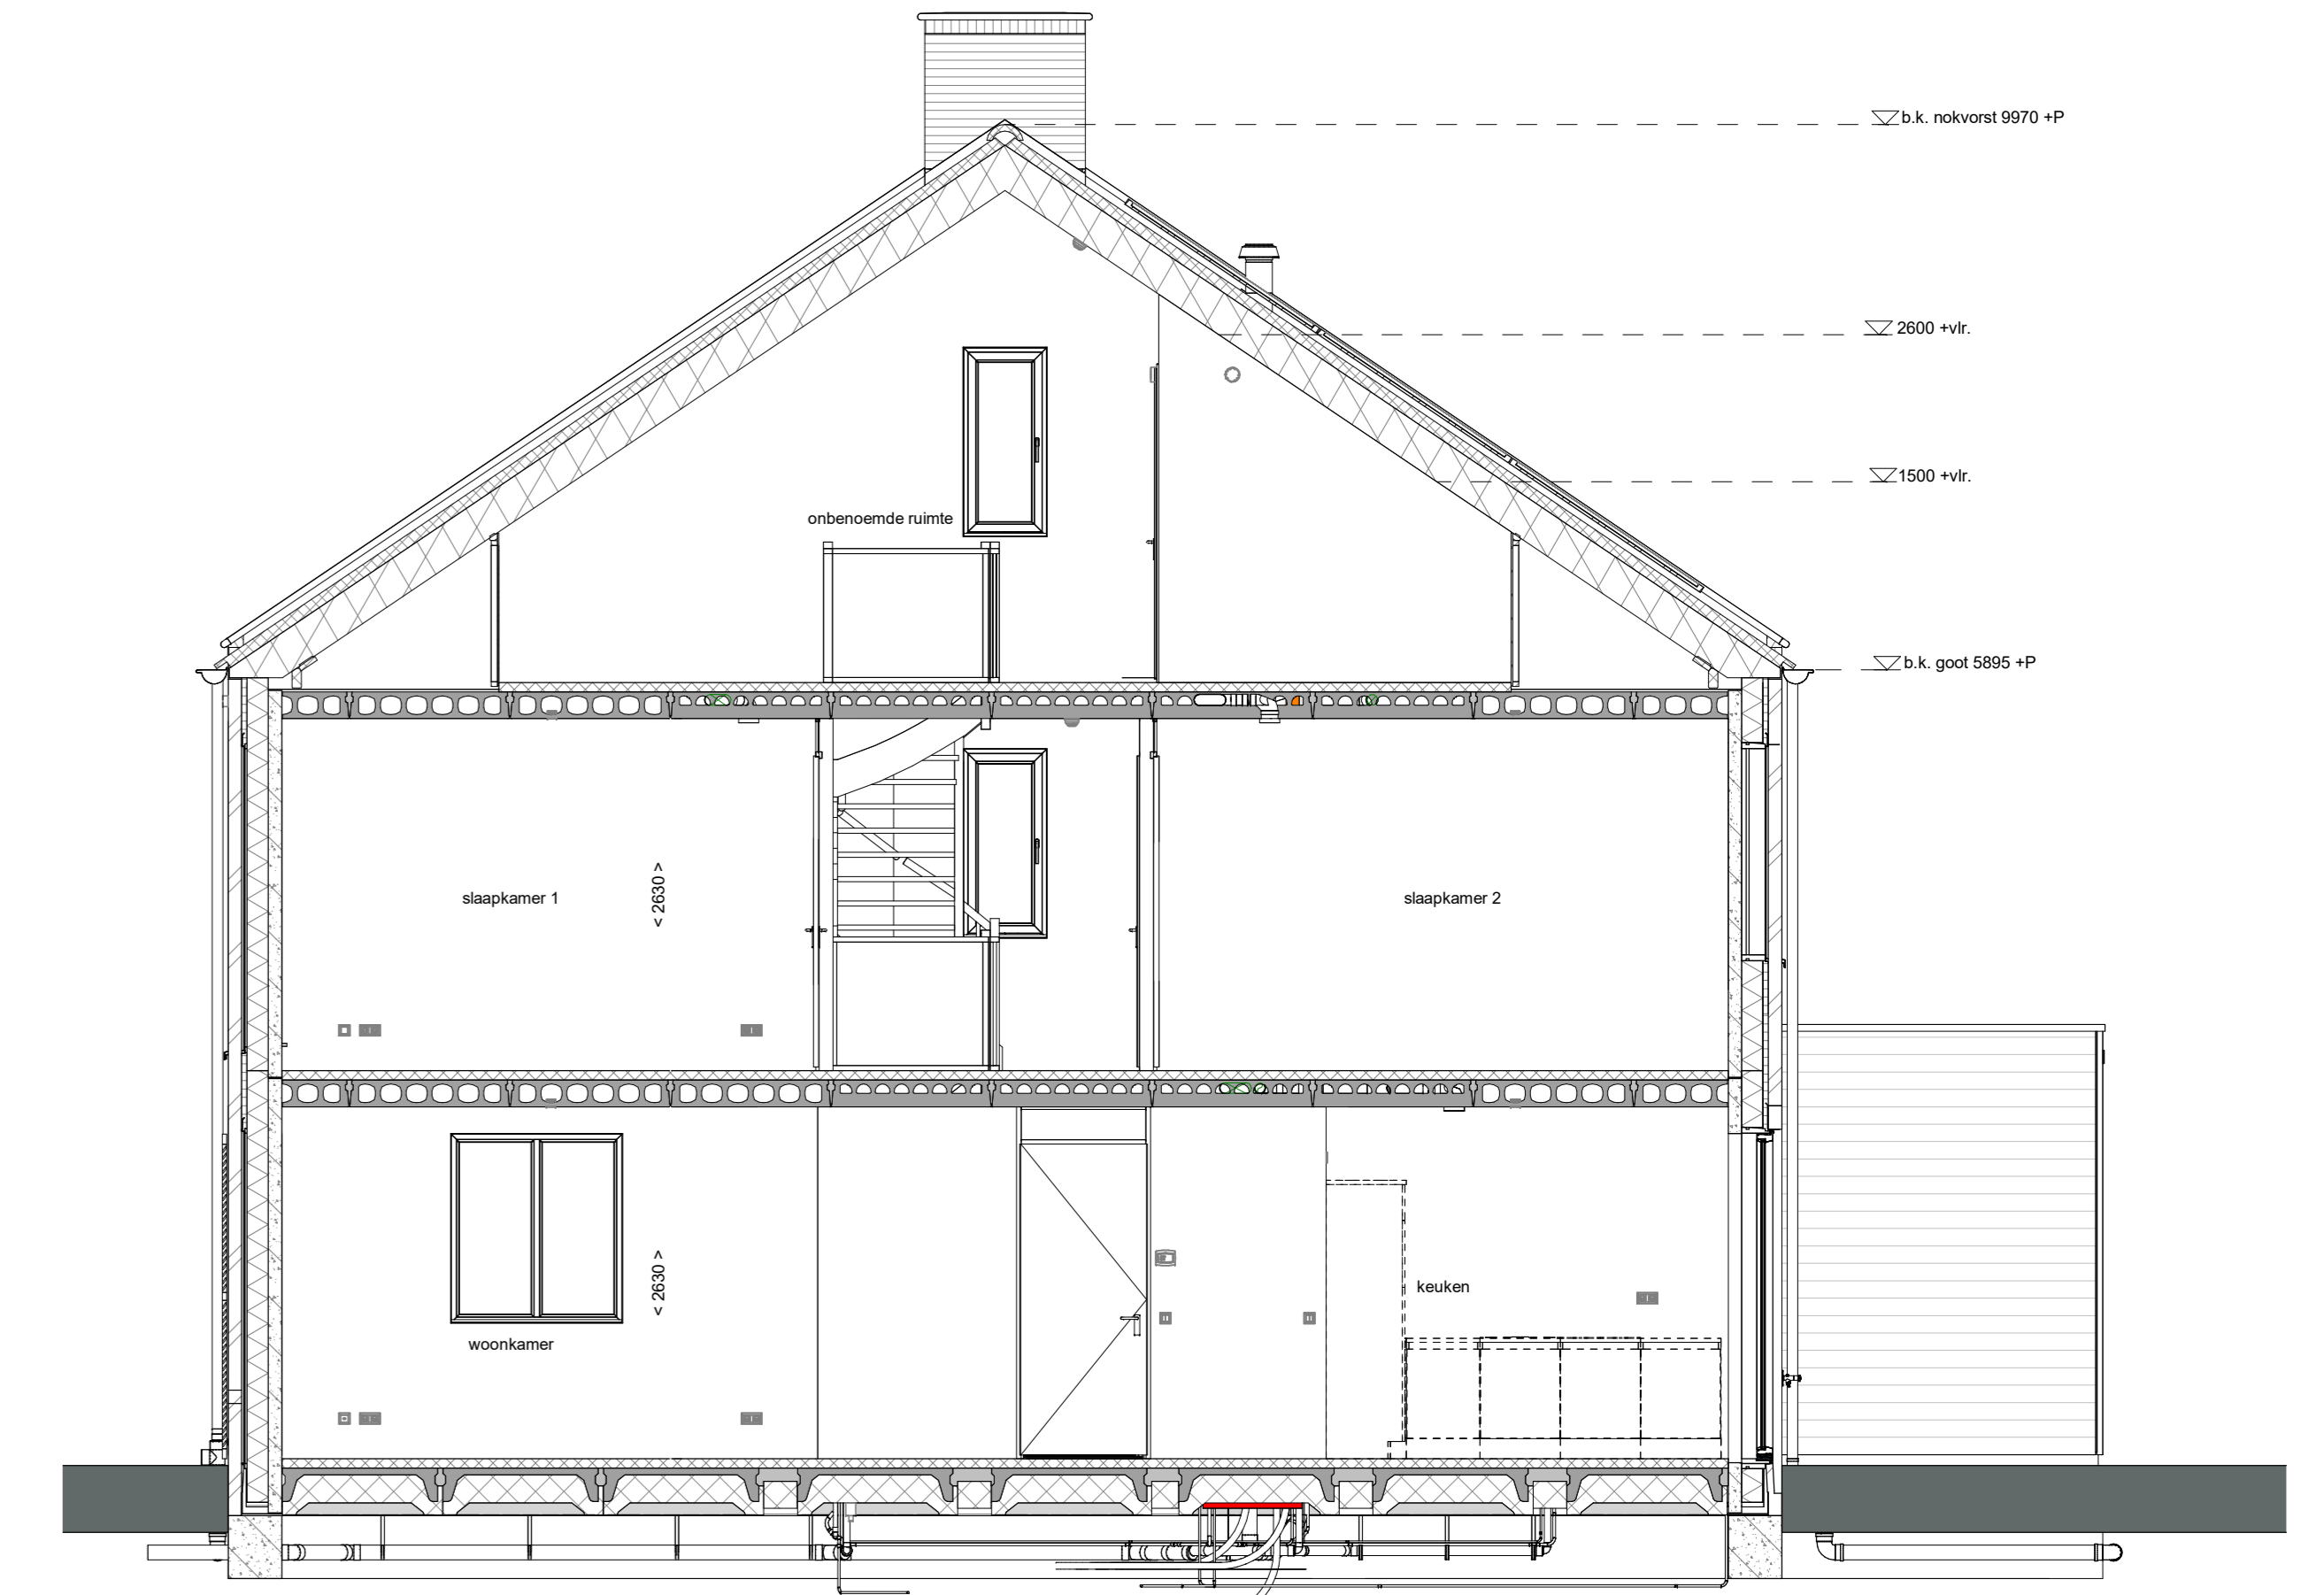 b.k. nokvorst 9970 +P
2600 +vlr.
1500 +vlr.
onbenoemde ruimte
b.k. goot 5895 +P
slaapkamer 1
< 2630 >
slaapkamer 2
< 2630 >
keuken
woonkamer